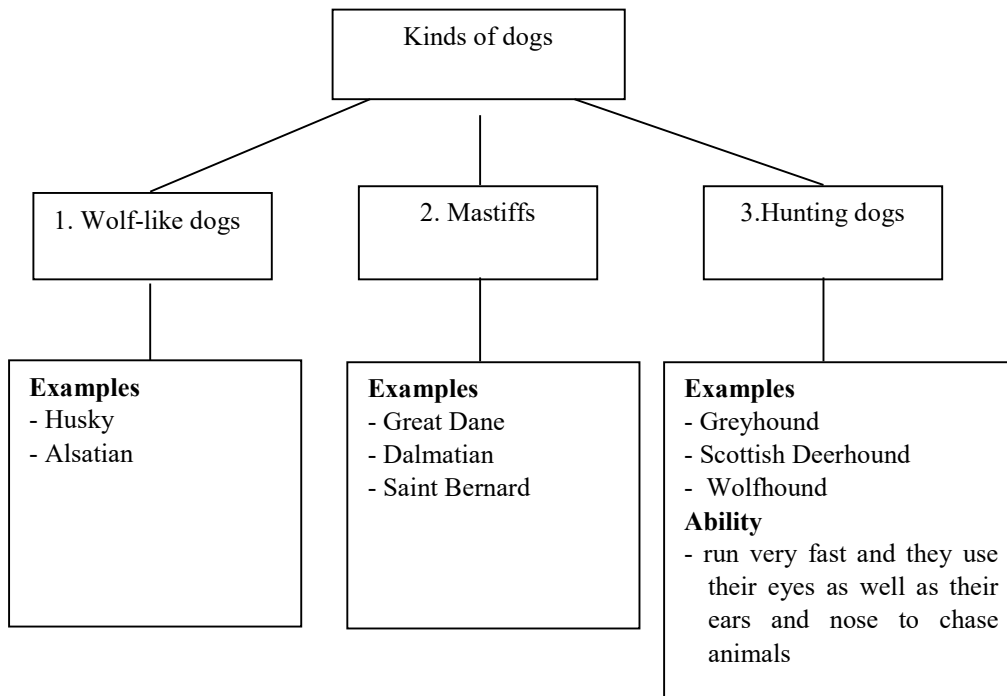 Kinds of dogs
1. Wolf-like dogs
2. Mastiffs
3.Hunting dogs
Examples
- Husky
- Alsatian
Examples
- Great Dane
- Dalmatian
- Saint Bernard
Examples
- Greyhound
- Scottish Deerhound
- Wolfhound
Ability
- run very fast and they use
their eyes as well as their
ears and nose to chase
animals